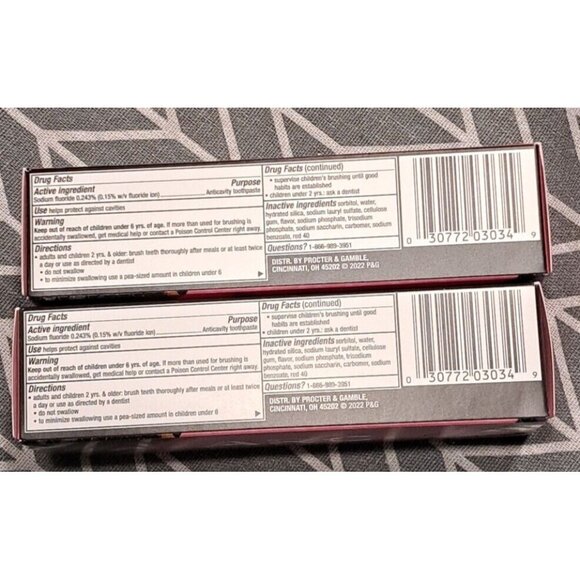 Drug Facts
Active ingredient Purpose
Sodium fluoride 0.243% (0.15% w/v fluoride ion) Anticavity toothpaste
Use helps protect against cavities
Warning
Keep out of reach of children under 6 yrs. of age. If more than used for brushing is
accidentally swallowed, get medical help or contact a Poison Control Center right away.
Directions
• adults and children 2 yrs. & older: brush teeth thoroughly after meals or at least twice
a day or use as directed by a dentist
• do not swallow
• to minimize swallowing use a pea-sized amount in children under 6
Drug Facts (continued)
• supervise children's brushing until good
habits are established
• children under 2 yrs.: ask a dentist
Inactive ingredients sorbitol, water,
hydrated silica, sodium lauryl sulfate, cellulose
gum, flavor, sodium phosphate, trisodium
phosphate, sodium saccharin, carbomer, sodium
benzoate, red 40
Questions? 1-866-989-3951
DISTR. BY PROCTER & GAMBLE,
CINCINNATI, OH 45202 © 2022 P&G
0 30772 03034 9
Drug Facts
Active ingredient Purpose
Sodium fluoride 0.243% (0.15% w/v fluoride ion) Anticavity toothpaste
Use helps protect against cavities
Warning
Keep out of reach of children under 6 yrs. of age. If more than used for brushing is
accidentally swallowed, get medical help or contact a Poison Control Center right away.
Directions
• adults and children 2 yrs. & older: brush teeth thoroughly after meals or at least twice
a day or use as directed by a dentist
• do not swallow
• to minimize swallowing use a pea-sized amount in children under 6
Drug Facts (continued)
• supervise children's brushing until good
habits are established
• children under 2 yrs.: ask a dentist
Inactive ingredients sorbitol, water,
hydrated silica, sodium lauryl sulfate, cellulose
gum, flavor, sodium phosphate, trisodium
phosphate, sodium saccharin, carbomer, sodium
benzoate, red 40
Questions? 1-866-989-3951
DISTR. BY PROCTER & GAMBLE,
CINCINNATI, OH 45202 © 2022 P&G
0 30772 03034 9